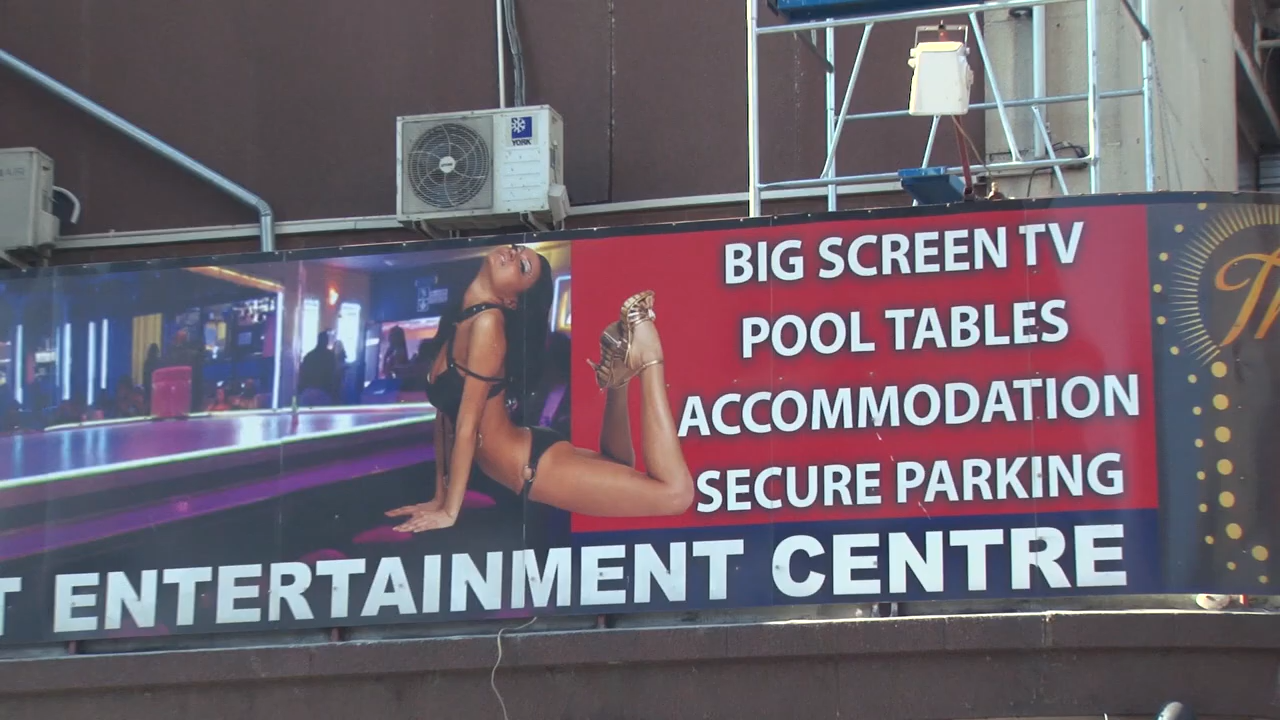 YORK
BIG SCREEN TV
POOL TABLES
ACCOMMODATION
SECURE PARKING
ENTERTAINMENT CENTRE